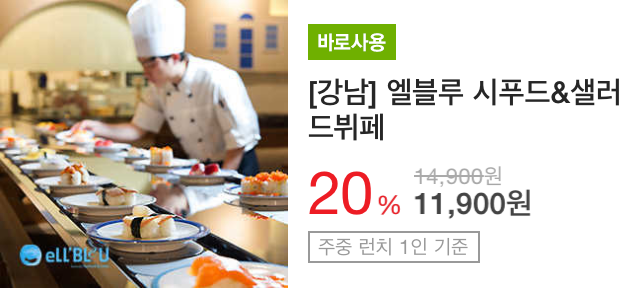 바로사용
[강남] 엘블루 시푸드&샐러
드뷔페
20% 14,900원
11,900원
주중 런치 1인 기준
ell'BLU